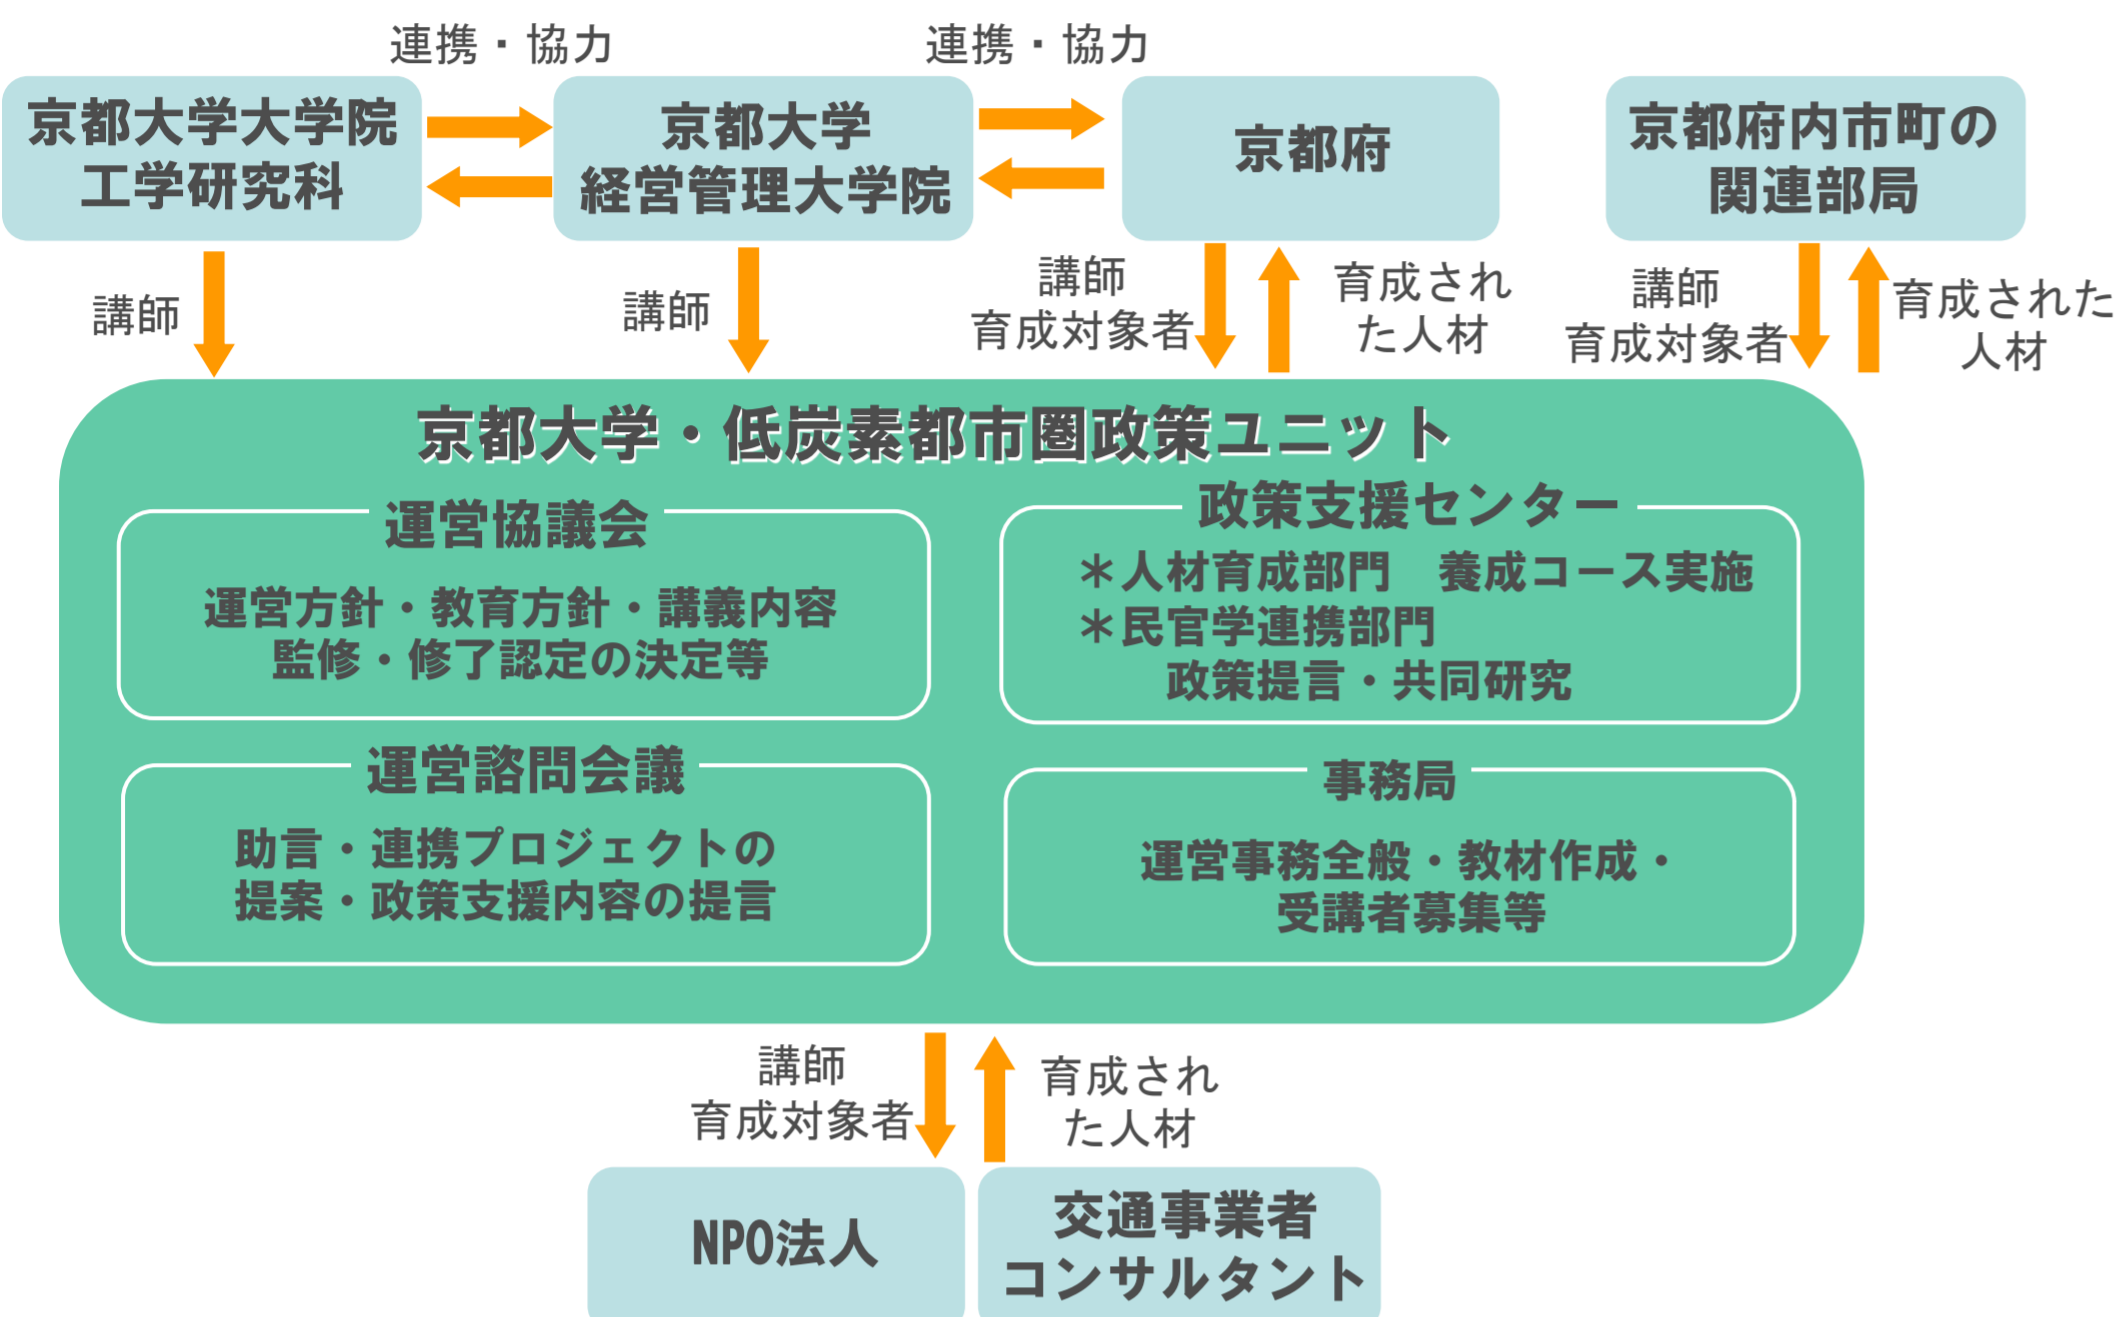 連携・協力
連携・協力
京都大学大学院
工学研究科
京都大学
経営管理大学院
京都府
京都府内市町の
関連部局
講師
講師
講師
育成対象者
育成され
た人材
講師
育成対象者
育成された
人材
京都大学・低炭素都市圏政策ユニット
運営協議会
運営方針・教育方針・講義内容
監修・修了認定の決定等
政策支援センター
＊人材育成部門　養成コース実施
＊民官学連携部門
政策提言・共同研究
運営諮問会議
助言・連携プロジェクトの
提案・政策支援内容の提言
事務局
運営事務全般・教材作成・
受講者募集等
講師
育成対象者
育成され
た人材
NPO法人
交通事業者
コンサルタント